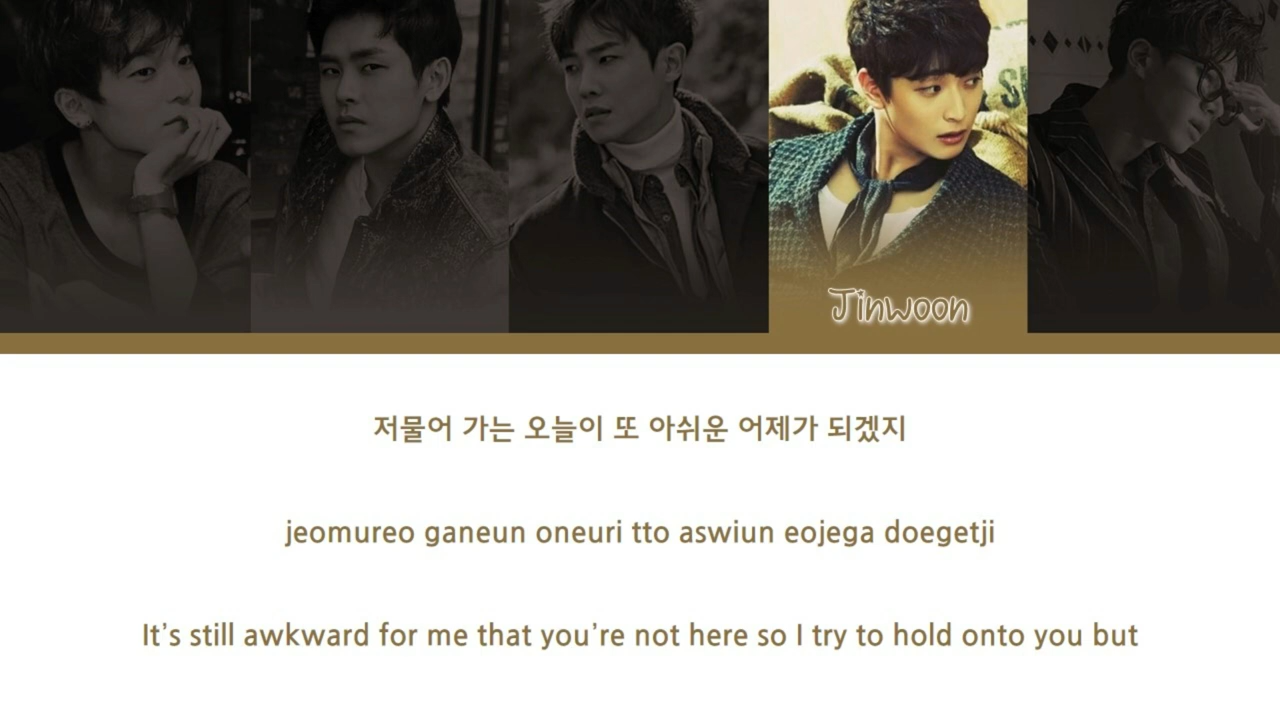 Jinwoon
저물어 가는 오늘이 또 아쉬운 어제가 되겠지
jeomureo ganeun oneuri tto aswiun eojega doegetji
It's still awkward for me that you're not here so I try to hold onto you but